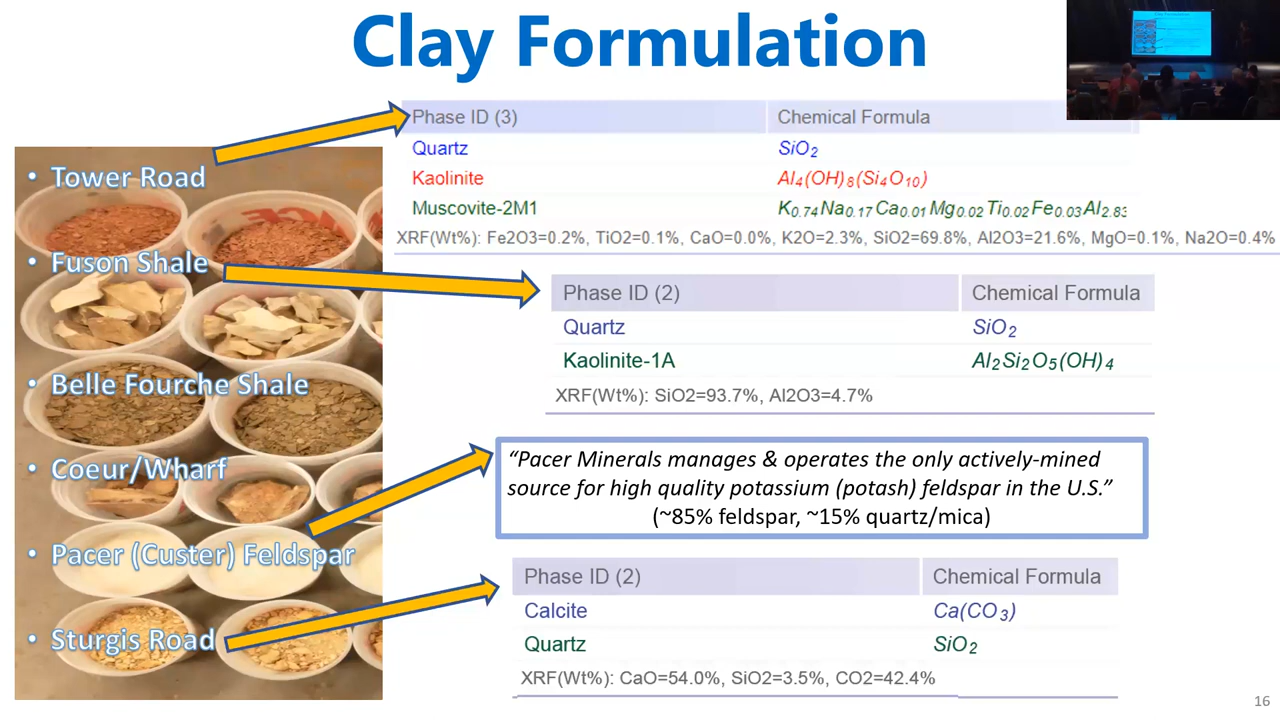 Clay Formulation
• Tower Road
• Fuson Shale
• Belle Fourche Shale
• Coeur/Wharf
• Pacer (Custer) Feldspar
• Sturgis Road
Phase ID (3) Chemical Formula
Quartz SiO2
Kaolinite Al4(OH)8(Si4O10)
Muscovite-2M1 K0.74Na0.17Ca0.01Mg0.02Ti0.02Fe0.03Al2.83
XRF(Wt%): Fe2O3=0.2%, TiO2=0.1%, CaO=0.0%, K2O=2.3%, SiO2=69.8%, Al2O3=21.6%, MgO=0.1%, Na2O=0.4%
Phase ID (2) Chemical Formula
Quartz SiO2
Kaolinite-1A Al2Si2O5(OH)4
XRF(Wt%): SiO2=93.7%, Al2O3=4.7%
“Pacer Minerals manages & operates the only actively-mined
source for high quality potassium (potash) feldspar in the U.S.”
(~85% feldspar, ~15% quartz/mica)
Phase ID (2) Chemical Formula
Calcite Ca(CO3)
Quartz SiO2
XRF(Wt%): CaO=54.0%, SiO2=3.5%, CO2=42.4%
16